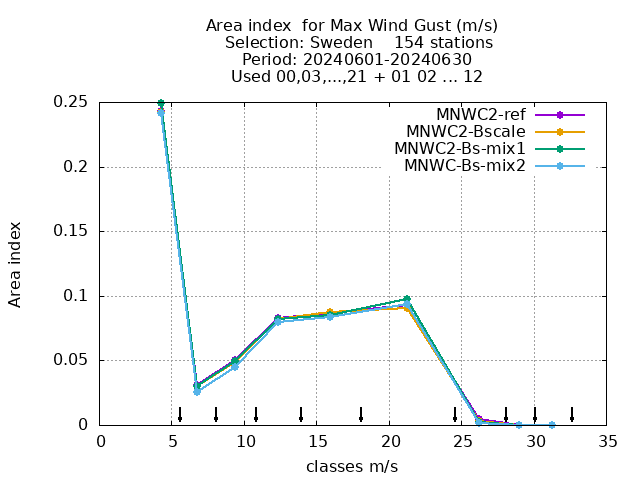 Area index  for Max Wind Gust (m/s)
Selection: Sweden    154 stations
Period: 20240601-20240630
Used 00,03,...,21 + 01 02 ... 12
MNWC2-ref
MNWC2-Bscale
MNWC2-Bs-mix1
MNWC-Bs-mix2
0.25
0.2
0.15
0.1
0.05
0
Area index
0 5 10 15 20 25 30 35
classes m/s